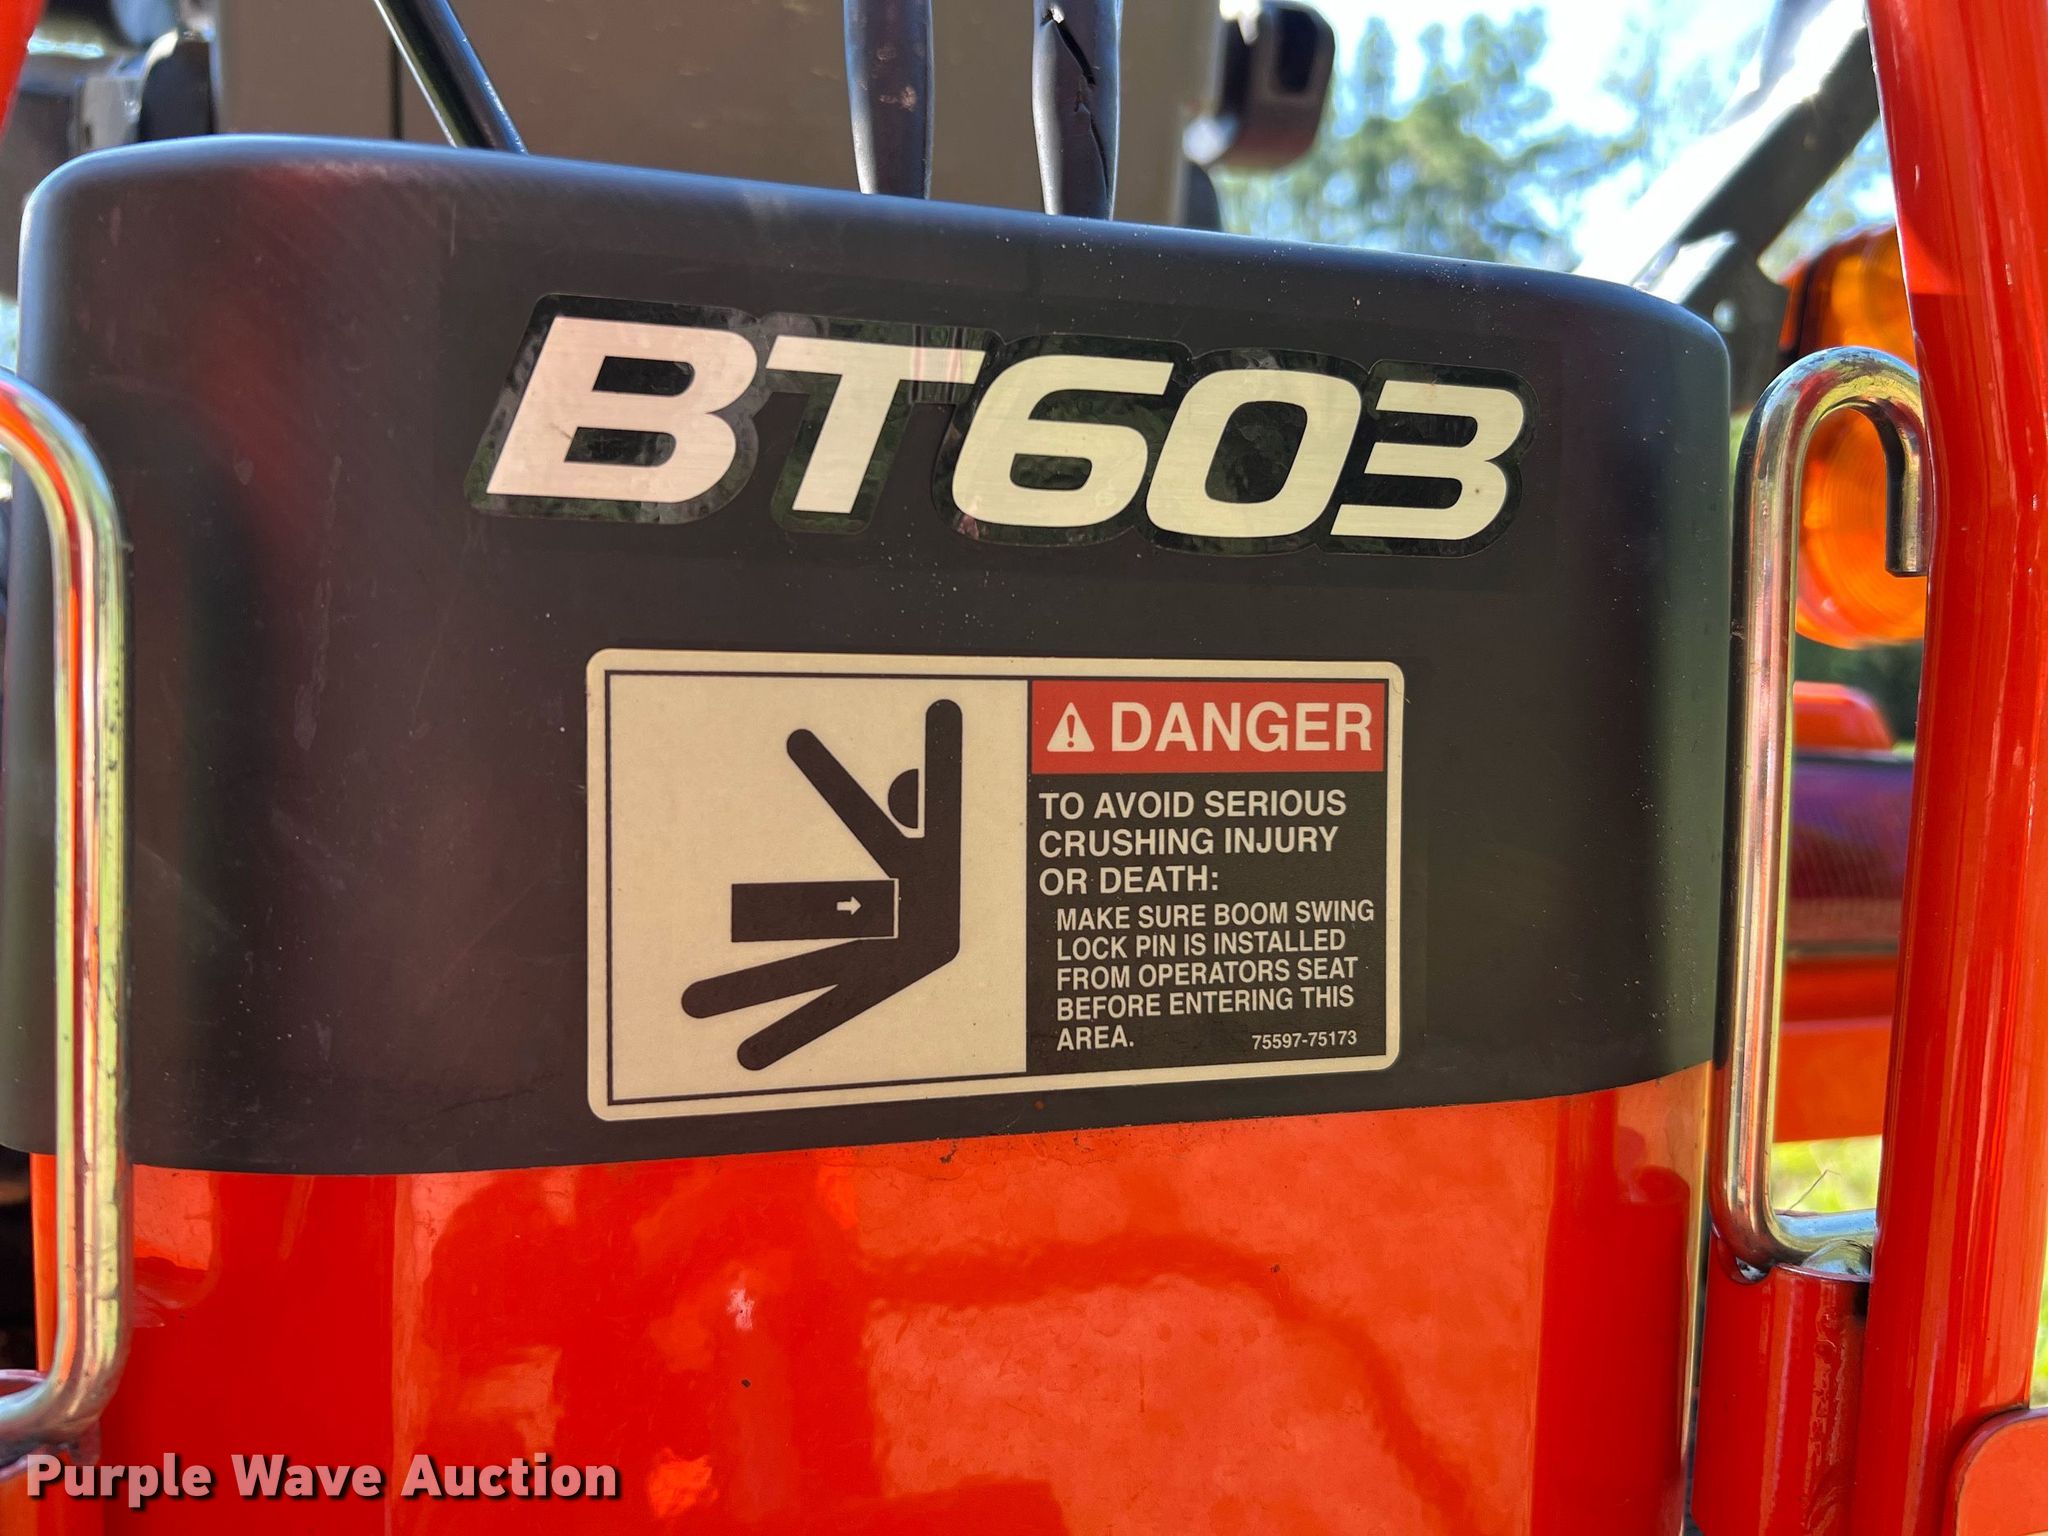 BT603
DANGER
TO AVOID SERIOUS
CRUSHING INJURY
OR DEATH:
MAKE SURE BOOM SWING
LOCK PIN IS INSTALLED
FROM OPERATORS SEAT
BEFORE ENTERING THIS
AREA.
75597-75173
Purple Wave Auction